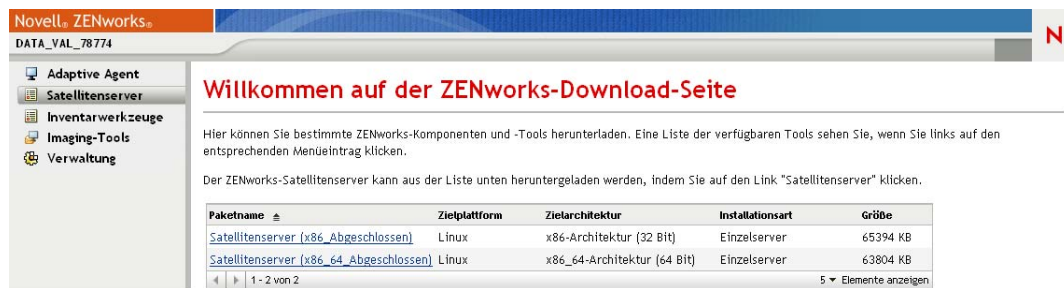 Novell® ZENworks®
DATA_VAL_78774
N
Adaptive Agent
Satellitenserver
Inventarwerkzeuge
Imaging-Tools
Verwaltung
Willkommen auf der ZENworks-Download-Seite
Hier können Sie bestimmte ZENworks-Komponenten und -Tools herunterladen. Eine Liste der verfügbaren Tools sehen Sie, wenn Sie links auf den
entsprechenden Menüeintrag klicken.
Der ZENworks-Satellitenserver kann aus der Liste unten heruntergeladen werden, indem Sie auf den Link "Satellitenserver" klicken.
Paketname Zielplattform Zielarchitektur Installationsart Größe
Satellitenserver (x86_Abgeschlossen) Linux x86-Architektur (32 Bit) Einzelserver 65394 KB
Satellitenserver (x86_64_Abgeschlossen) Linux x86_64-Architektur (64 Bit) Einzelserver 63804 KB
1 - 2 von 2 5 Elemente anzeigen